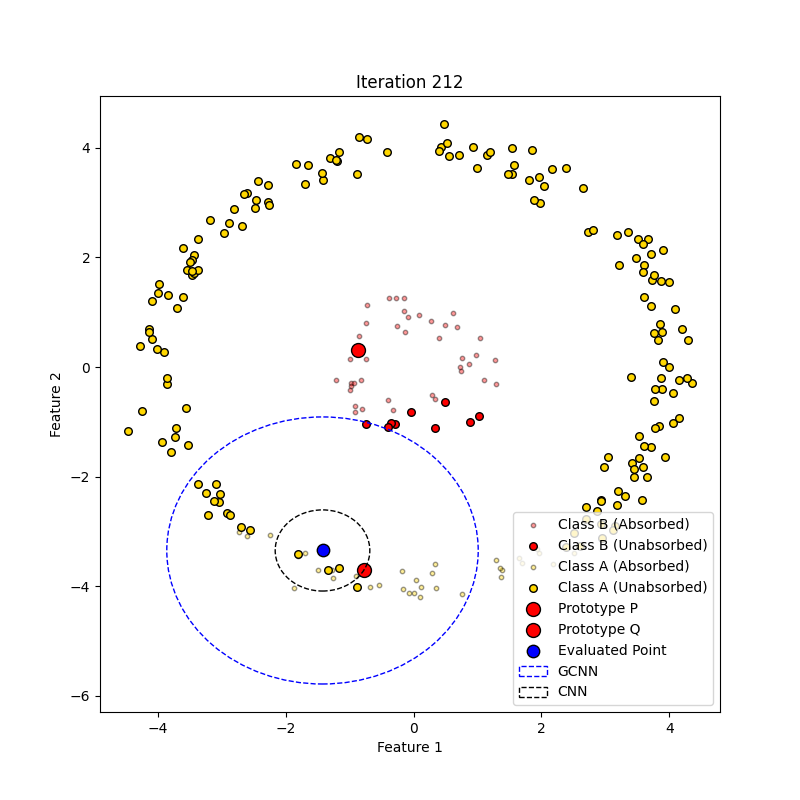 Iteration 212
4
2
0
−2
−4
−6
Feature 2
Class B (Absorbed)
Class B (Unabsorbed)
Class A (Absorbed)
Class A (Unabsorbed)
Prototype P
Prototype Q
Evaluated Point
GCNN
CNN
−4
−2
0
2
4
Feature 1